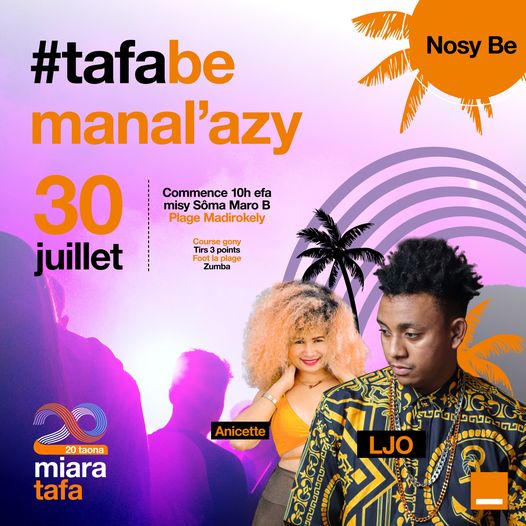 #tafabe
manal'azy
Nosy Be
30
juillet
Commence 10h efa
misy Sôma Maro B
Plage Madirokely
Course gony
Tirs 3 points
Foot la plage
Zumba
Anicette
LJO
20
20 taona
miara
tafa